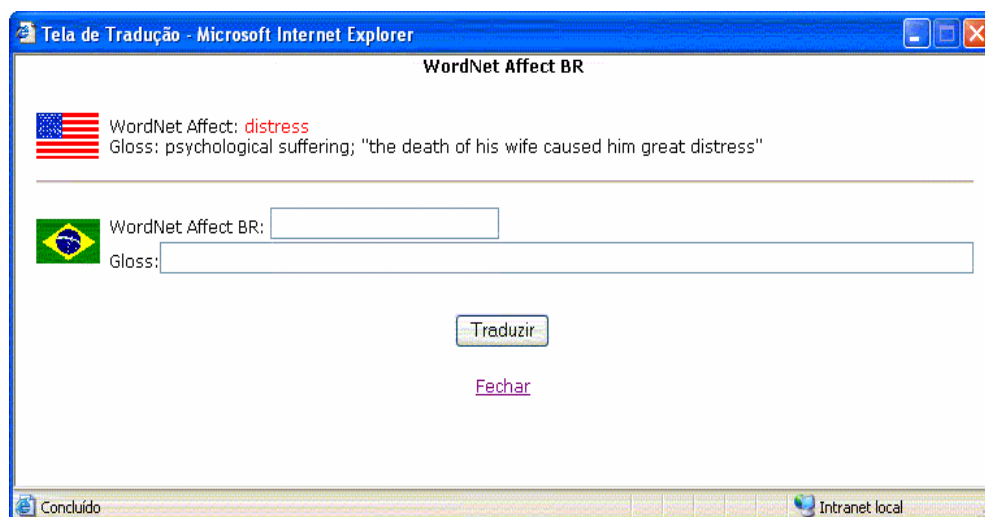 Tela de Tradução - Microsoft Internet Explorer
WordNet Affect BR
WordNet Affect: distress
Gloss: psychological suffering; "the death of his wife caused him great distress"
WordNet Affect BR:
Gloss:
Traduzir
Fechar
Concluído
Intranet local